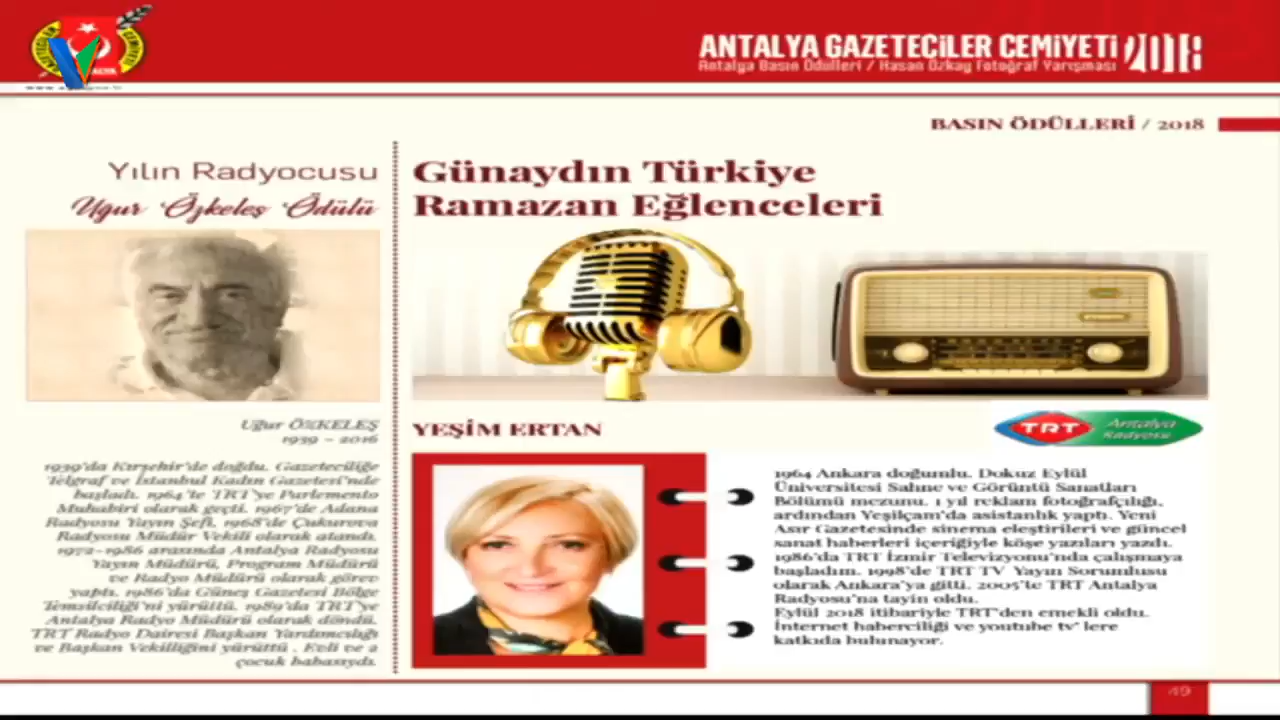 ANTALYA GAZETECİLER CEMİYETİ 2018
Antalya Basın Ödülleri / Hasan Özkay Fotoğraf Yarışması
BASIN ÖDÜLLERİ / 2018
Yılın Radyocusu
Uğur Özkeleş Ödülü
Uğur ÖZKELEŞ
1939 – 2016
1939'da Kırşehir'de doğdu. Gazeteciliğe
Telgraf ve İstanbul Kadın Gazetesi'nde
başladı. 1964'te TRT'ye Parlemento
Muhabiri olarak geçti. 1967'de Adana
Radyosu Yayın Şefi, 1968'de Çukurova
Radyosu Müdür Vekili olarak atandı.
1972-1986 arasında Antalya Radyosu
Yayın Müdürü, Program Müdürü
ve Radyo Müdürü olarak görev
yaptı. 1986'da Güneş Gazetesi Bölge
Temsilciliği'ni yürüttü. 1989'da TRT'ye
Antalya Radyo Müdürü olarak döndü.
TRT Radyo Dairesi Başkan Yardımcılığı
ve Başkan Vekilliğini yürüttü . Evli ve 2
çocuk babasıydı.
Günaydın Türkiye
Ramazan Eğlenceleri
YEŞİM ERTAN
TRT Antalya
Radyosu
1964 Ankara doğumlu. Dokuz Eylül
Üniversitesi Sahne ve Görüntü Sanatları
Bölümü mezunu. 1 yıl reklam fotoğrafçılığı,
ardından Yeşilçam'da asistanlık yaptı. Yeni
Asır Gazetesinde sinema eleştirileri ve güncel
sanat haberleri içeriğiyle köşe yazıları yazdı.
1986'da TRT İzmir Televizyonu'nda çalışmaya
başladım. 1998'de TRT TV Yayın Sorumlusu
olarak Ankara'ya gitti. 2005'te TRT Antalya
Radyosu'na tayin oldu.
Eylül 2018 itibariyle TRT'den emekli oldu.
İnternet haberciliği ve youtube tv' lere
katkıda bulunuyor.
49